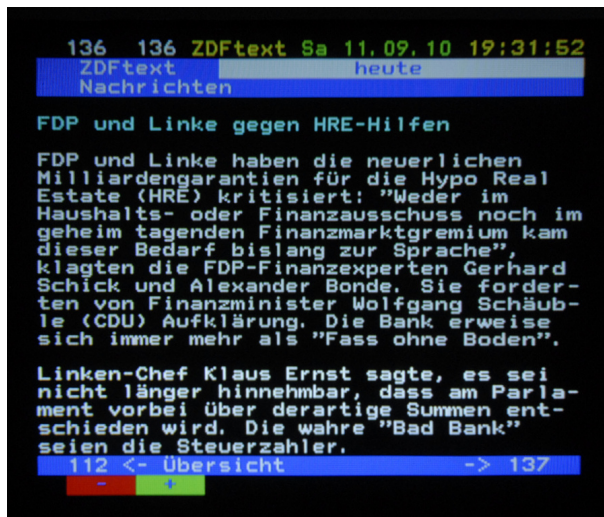 136 136 ZDFtext Sa 11.09.10 19:31:52
ZDFtext heute
Nachrichten
FDP und Linke gegen HRE-Hilfen
FDP und Linke haben die neuerlichen
Milliardengarantien für die Hypo Real
Estate (HRE) kritisiert: "Weder im
Haushalts- oder Finanzausschuss noch im
geheim tagenden Finanzmarktgremium kam
dieser Bedarf bislang zur Sprache",
klagten die FDP-Finanzexperten Gerhard
Schick und Alexander Bonde. Sie forder-
ten von Finanzminister Wolfgang Schäub-
le (CDU) Aufklärung. Die Bank erweise
sich immer mehr als "Fass ohne Boden".
Linken-Chef Klaus Ernst sagte, es sei
nicht länger hinnehmbar, dass am Parla-
ment vorbei über derartige Summen ent-
schieden wird. Die wahre "Bad Bank"
seien die Steuerzahler.
112 <- Übersicht -> 137
- +